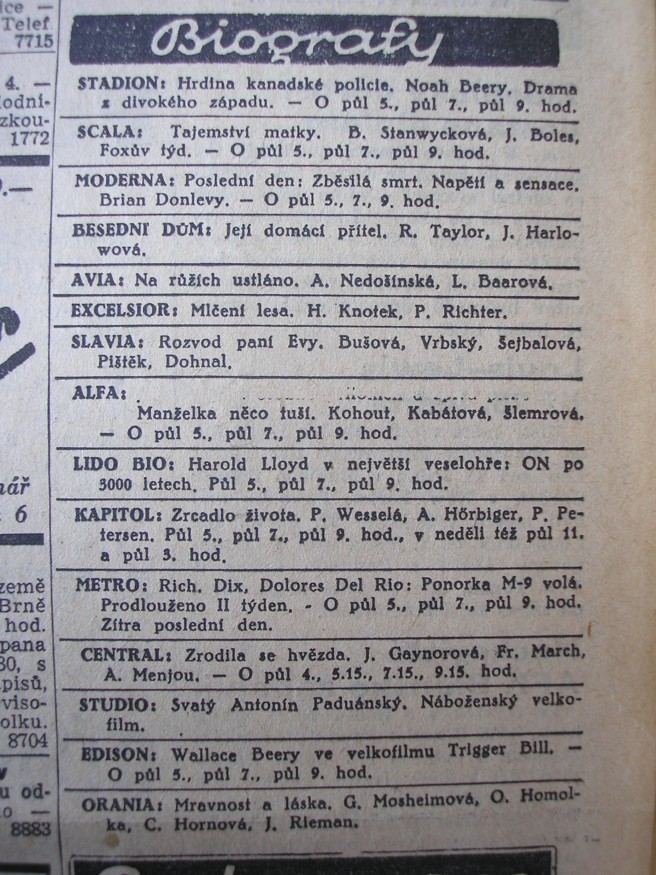 ice —
Telef
7715
4. —
lodní-
zkou-
1772
9.—
nář
6
země
Brně
hod.
pana
30, s
pisů,
viso-
olku.
8704
v
u od-
no —
8883
Biografy
STADION: Hrdina kanadské policie. Noah Beery. Drama
z divokého západu. — O půl 5., půl 7., půl 9. hod.
SCALA: Tajemství matky. B. Stanwycková, J. Boles,
Foxův týd. — O půl 5., půl 7., půl 9. hod.
MODERNA: Poslední den: Zběsilá smrt. Napětí a sensace.
Brian Donlevy. — O půl 5., 7., 9. hod.
BESEDNÍ DŮM: Její domácí přítel. R. Taylor, J. Harlo-
wová.
AVIA: Na růžích ustláno. A. Nedošínská, L. Baarová.
EXCELSIOR: Mlčení lesa. H. Knotek, P. Richter.
SLAVIA: Rozvod paní Evy. Bušová, Vrbský, Šejbalová,
Pištěk, Dohnal.
ALFA:
Manželka něco tuší. Kohout, Kabátová, Šlemrová.
— O půl 5., půl 7., půl 9. hod.
LIDO BIO: Harold Lloyd v největší veselohře: ON po
3000 letech. Půl 5., půl 7., půl 9. hod.
KAPITOL: Zrcadlo života. P. Wesselá, A. Hörbiger, P. Pe-
tersen. Půl 5., půl 7., půl 9. hod., v neděli též půl 11.
a půl 3. hod.
METRO: Rich. Dix, Dolores Del Rio: Ponorka M-9 volá.
Prodlouženo II týden. - O půl 5., půl 7., půl 9. hod.
Zítra poslední den.
CENTRAL: Zrodila se hvězda. J. Gaynorová, Fr. March,
A. Menjou. — O půl 4., 5.15., 7.15., 9.15. hod.
STUDIO: Svatý Antonín Paduánský. Náboženský velko-
film.
EDISON: Wallace Beery ve velkofilmu Trigger Bill. —
O půl 5., půl 7., půl 9. hod.
ORANIA: Mravnost a láska. G. Mosheimová, O. Homol-
ka, C. Hornová, J. Rieman.